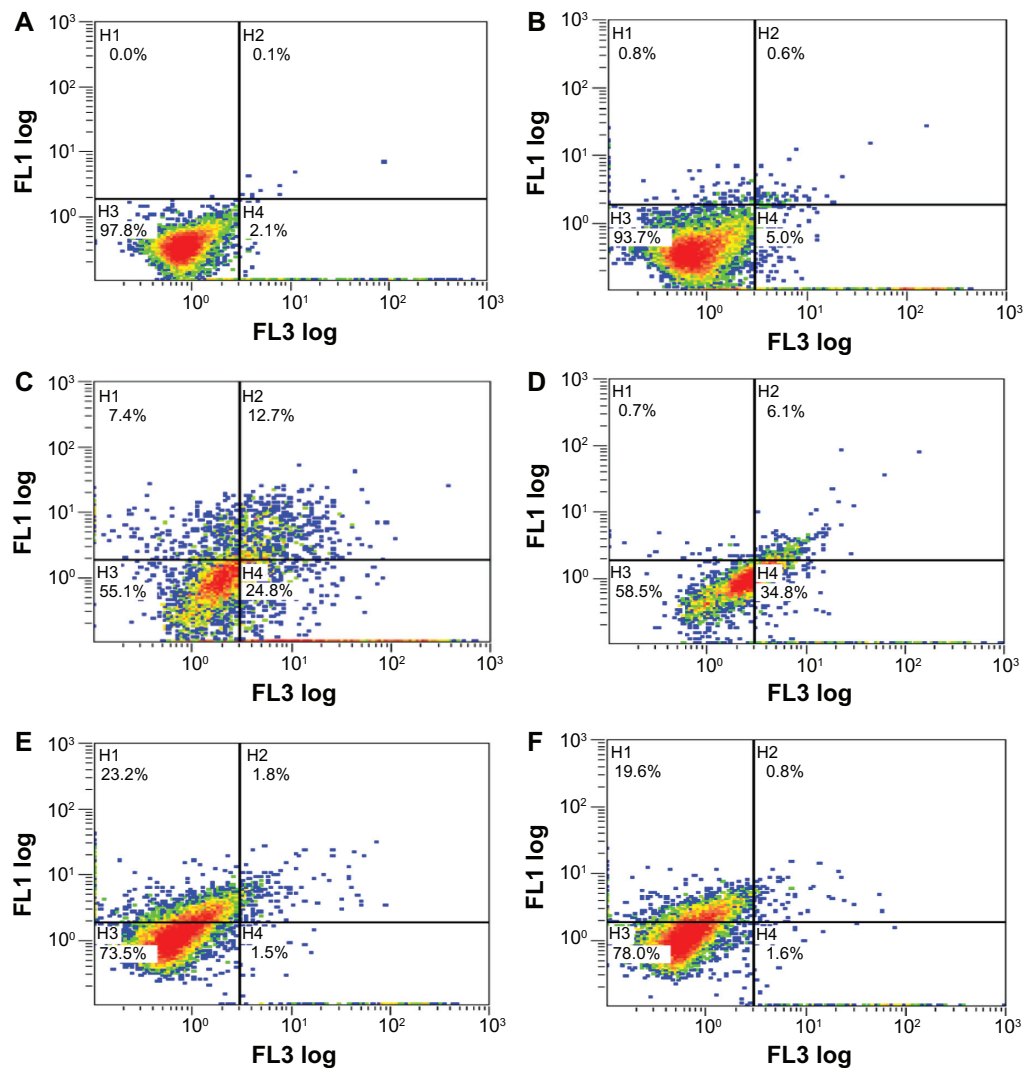 A
FL1 log
10³
10²
10¹
10⁰
H1
0.0%
H2
0.1%
H3
97.8%
H4
2.1%
10⁰ 10¹ 10² 10³
FL3 log
B
FL1 log
10³
10²
10¹
10⁰
H1
0.8%
H2
0.6%
H3
93.7%
H4
5.0%
10⁰ 10¹ 10² 10³
FL3 log
C
FL1 log
10³
10²
10¹
10⁰
H1
7.4%
H2
12.7%
H3
55.1%
H4
24.8%
10⁰ 10¹ 10² 10³
FL3 log
D
FL1 log
10³
10²
10¹
10⁰
H1
0.7%
H2
6.1%
H3
58.5%
H4
34.8%
10⁰ 10¹ 10² 10³
FL3 log
E
FL1 log
10³
10²
10¹
10⁰
H1
23.2%
H2
1.8%
H3
73.5%
H4
1.5%
10⁰ 10¹ 10² 10³
FL3 log
F
FL1 log
10³
10²
10¹
10⁰
H1
19.6%
H2
0.8%
H3
78.0%
H4
1.6%
10⁰ 10¹ 10² 10³
FL3 log